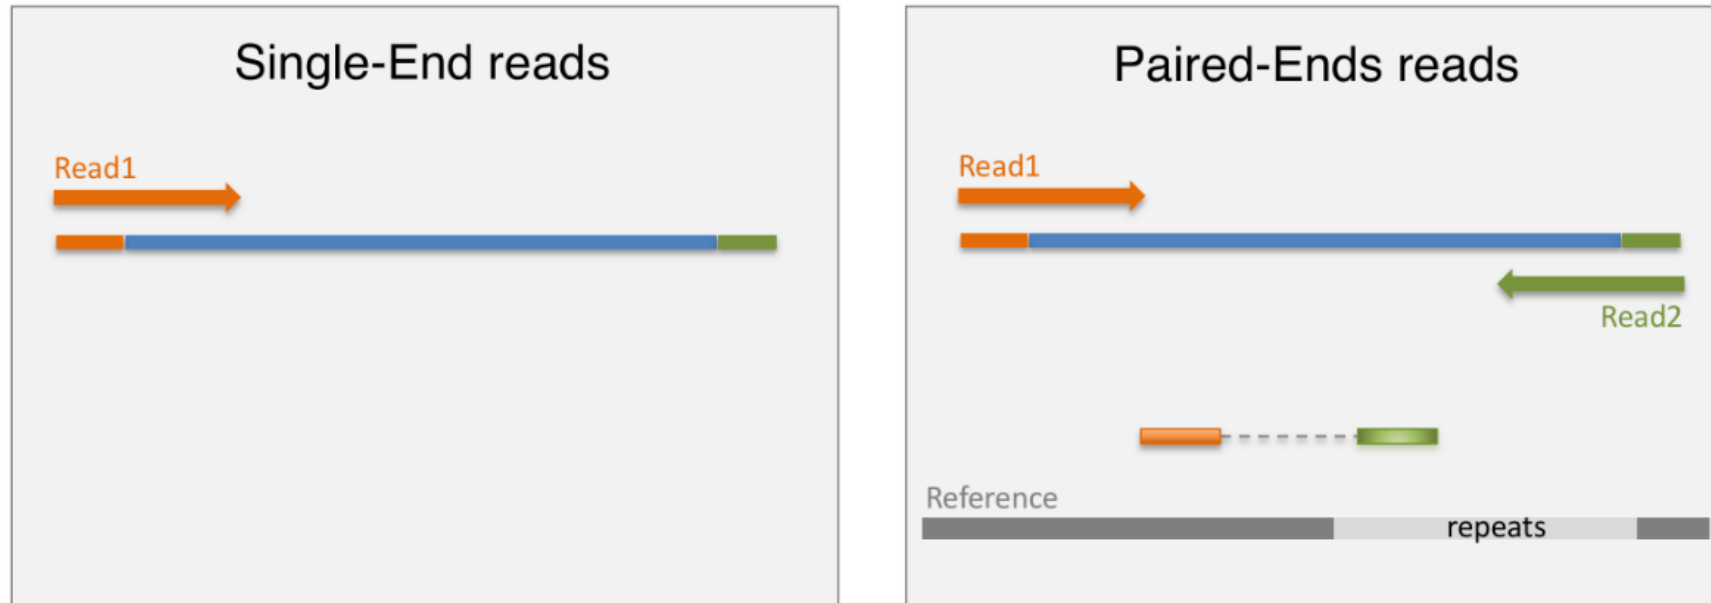 Single-End reads
Read1
Paired-Ends reads
Read1
Read2
Reference
repeats